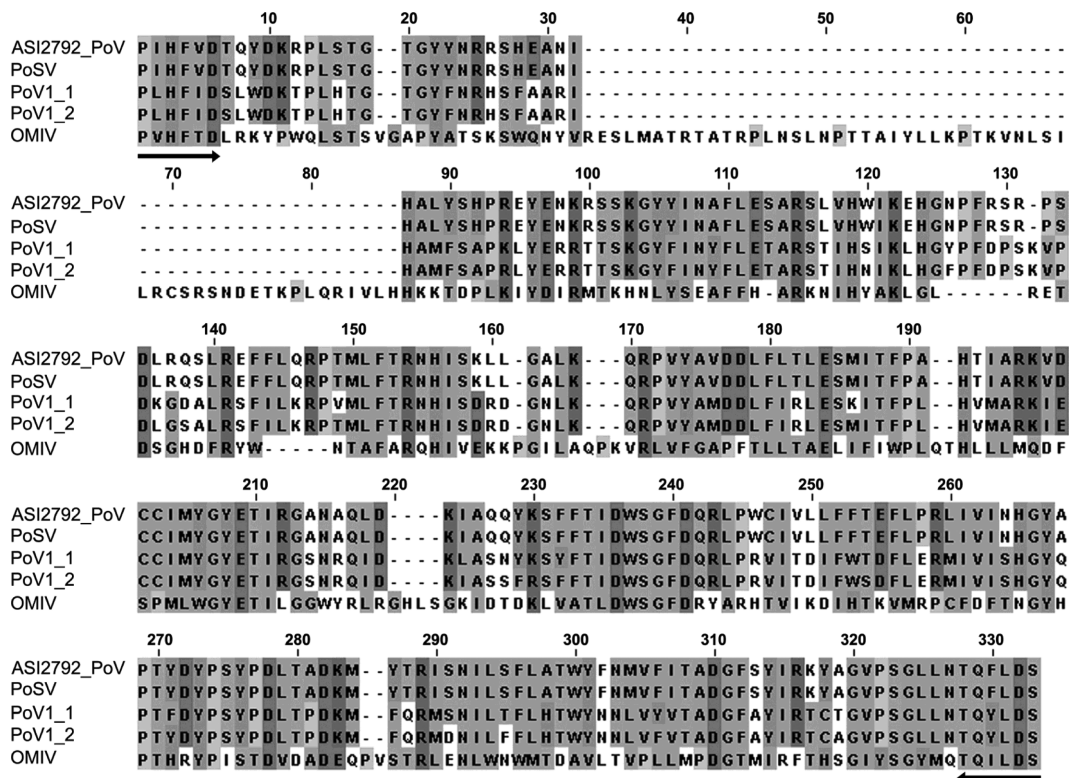 10 20 30 40 50 60
ASI2792_PoV PIHFVDTQYDKRPLSTG--TGYYNRRSHEANI-----------------------------------
PoSV PIHFVDTQYDKRPLSTG--TGYYNRRSHEANI-----------------------------------
PoV1_1 PLHFIDSLWDKTPLHTG--TGYFNRHSFAARI-----------------------------------
PoV1_2 PLHFIDSLWDKTPLHTG--TGYFNRHSFAARI-----------------------------------
OMIV PVHFTDLRKYPWQLSTSVGAPYATSKSWQNYVRESLMATRTATRPLNSLNPTTAIYLLKPTKVNLSI
70 80 90 100 110 120 130
ASI2792_PoV -------------------HALYSHPREYENKRSSKGYYINAFLESARSLVHWIKEHGNPFRSR-PS
PoSV -------------------HALYSHPREYENKRSSKGYYINAFLESARSLVHWIKEHGNPFRSR-PS
PoV1_1 -------------------HAMFSAPKLYERRTTSKGYFINYFLETARSTIHSIKLHGYPFDPSKVP
PoV1_2 -------------------HAMFSAPRLYERRTTSKGYFINYFLETARSTIHNIKLHGFPFDPSKVP
OMIV LRCSRSNDETKPLQRIVLHHKKTDPLKIYDIRMTKHNLYSEAFFH-ARKNIHYAKLGL------RET
140 150 160 170 180 190
ASI2792_PoV DLRQSLREFFLQRPTMLFTRNHISKLL-GALK---QRPVYAVDDLFLTLESMITFPA--HTIARKVD
PoSV DLRQSLREFFLQRPTMLFTRNHISKLL-GALK---QRPVYAVDDLFLTLESMITFPA--HTIARKVD
PoV1_1 DKGDALRSFILKRPVMLFTRNHISDRD-GNLK---QRPVYAMDDLFIRLESKITFPL--HVMARKIE
PoV1_2 DLGSALRSFILKRPTMLFTRNHISDRD-GNLK---QRPVYAMDDLFIRLESMITFPL--HVMARKIE
OMIV DSGHDFRYW-----NTAFARQHIVEKKPGILAQPKVRLVFGAPFTLLTAELIFIWPLQTHLLLMQDF
210 220 230 240 250 260
ASI2792_PoV CCIMYGYETIRGANAQLD----KIAQQYKSFFTIDWSGFDQRLPWCIVLLFFTEFLPRLIVINHGYA
PoSV CCIMYGYETIRGANAQLD----KIAQQYKSFFTIDWSGFDQRLPWCIVLLFFTEFLPRLIVINHGYA
PoV1_1 CCIMYGYETIRGSNRQLD----KLASNYKSYFTIDWSGFDQRLPRVITDIFWTDFLERMIVISHGYQ
PoV1_2 CCIMYGYETIRGSNRQID----KIASSFRSFFTIDWSGFDQRLPRVITDIFWSDFLERMIVISHGYQ
OMIV SPMLWGYETILGGWYRLRGHLSGKIDTDKLVATLDWSGFDRYARHTVIKDIHTKVMRPCFDFTNGYH
270 280 290 300 310 320 330
ASI2792_PoV PTYDYPSYPDLTADKM--YTRISNILSFLATWYFNMVFITADGFSYIRKYAGVPSGLLNTQFLDS
PoSV PTYDYPSYPDLTADKM--YTRISNILSFLATWYFNMVFITADGFSYIRKYAGVPSGLLNTQFLDS
PoV1_1 PTFDYPSYPDLTPDKM--FQRMSNILTFLHTWYNNLVYVTADGFAYIRTCTGVPSGLLNTQYLDS
PoV1_2 PTYDYPSYPDLTPDKM--FQRMDNILFFLHTWYNNLVFVTADGFAYIRTCAGVPSGLLNTQYLDS
OMIV PTHRYPISTDVDADEQPVSTRLENLWNWMTDAVLTVPLLMPDGTMIRFTHSGIYSGYMQTQILDS